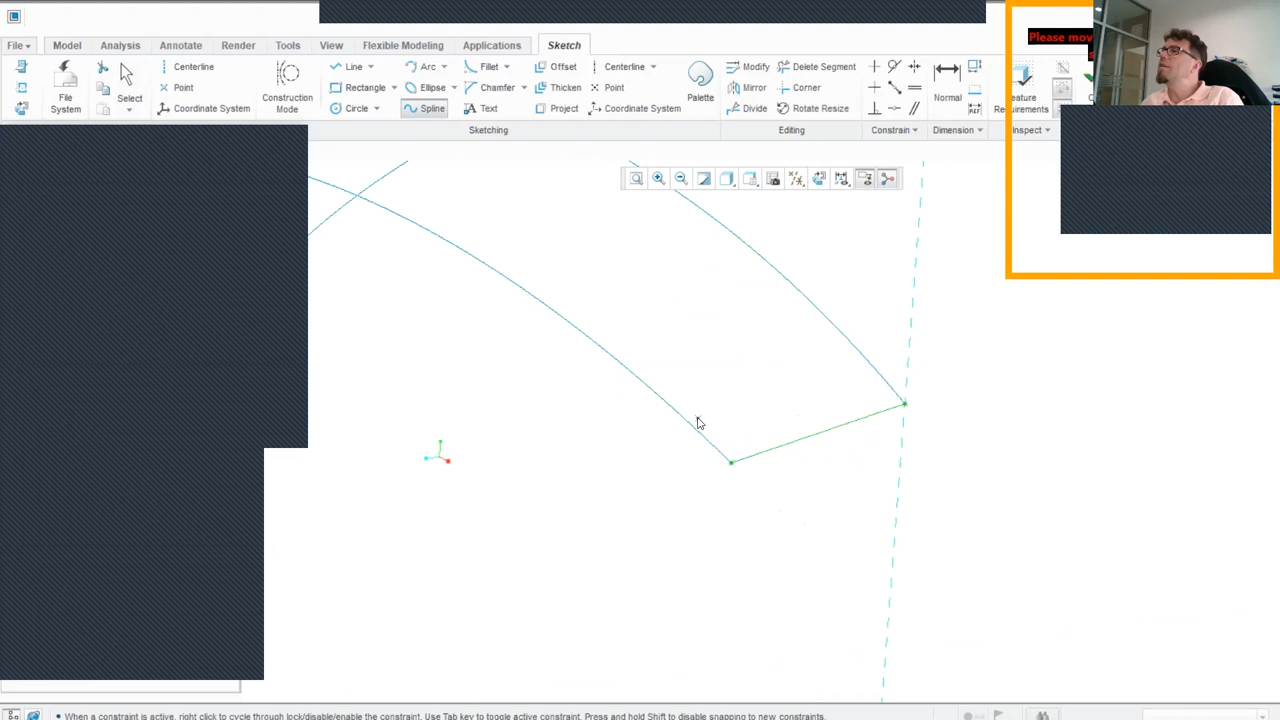 File Model Analysis Annotate Render Tools View Flexible Modeling Applications Sketch
Please mov
Centerline
Line Arc Fillet Offset Centerline
Modify Delete Segment
Point
Rectangle Ellipse Chamfer Thicken Point
Mirror Corner
File System
Select
Coordinate System
Construction Mode
Circle Spline Text Project Coordinate System
Palette
Divide Rotate Resize
Normal
Feature Requirements
Sketching
Editing
Constrain
Dimension
Inspect
• When a constraint is active, right click to cycle through lock/disable/enable the constraint. Use Tab key to toggle active constraint. Press and hold Shift to disable snapping to new constraints.